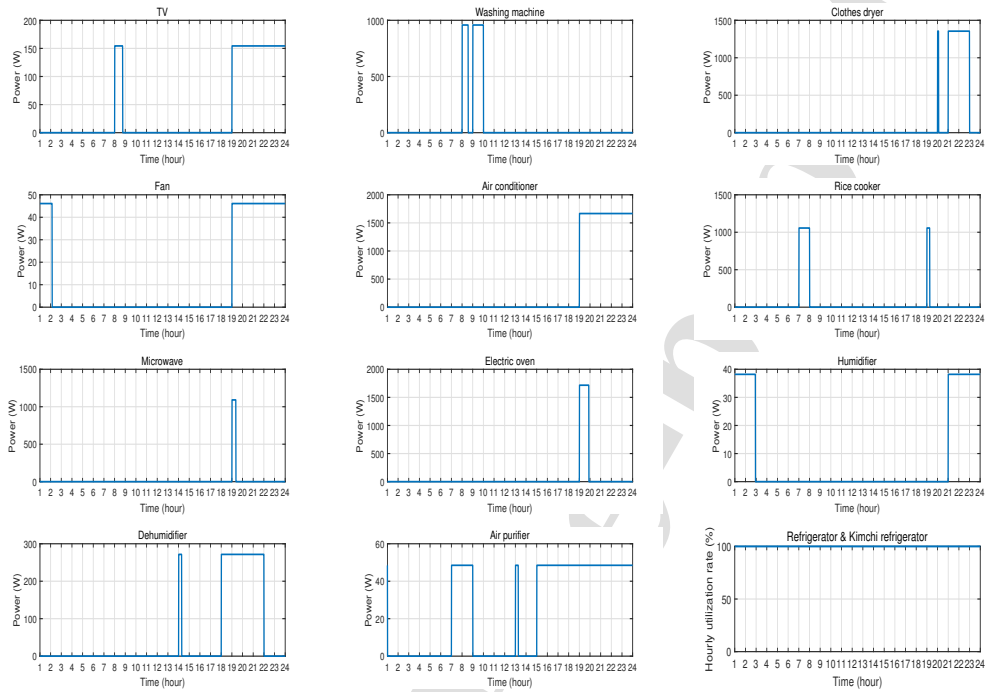 TV
Power (W)
200
150
100
50
0
1 2 3 4 5 6 7 8 9 10 11 12 13 14 15 16 17 18 19 20 21 22 23 24
Time (hour)
Washing machine
Power (W)
1000
500
0
1 2 3 4 5 6 7 8 9 10 11 12 13 14 15 16 17 18 19 20 21 22 23 24
Time (hour)
Clothes dryer
Power (W)
1500
1000
500
0
1 2 3 4 5 6 7 8 9 10 11 12 13 14 15 16 17 18 19 20 21 22 23 24
Time (hour)
Fan
Power (W)
50
40
30
20
10
0
1 2 3 4 5 6 7 8 9 10 11 12 13 14 15 16 17 18 19 20 21 22 23 24
Time (hour)
Air conditioner
Power (W)
2000
1500
1000
500
0
1 2 3 4 5 6 7 8 9 10 11 12 13 14 15 16 17 18 19 20 21 22 23 24
Time (hour)
Rice cooker
Power (W)
1500
1000
500
0
1 2 3 4 5 6 7 8 9 10 11 12 13 14 15 16 17 18 19 20 21 22 23 24
Time (hour)
Microwave
Power (W)
1500
1000
500
0
1 2 3 4 5 6 7 8 9 10 11 12 13 14 15 16 17 18 19 20 21 22 23 24
Time (hour)
Electric oven
Power (W)
2000
1500
1000
500
0
1 2 3 4 5 6 7 8 9 10 11 12 13 14 15 16 17 18 19 20 21 22 23 24
Time (hour)
Humidifier
Power (W)
40
30
20
10
0
1 2 3 4 5 6 7 8 9 10 11 12 13 14 15 16 17 18 19 20 21 22 23 24
Time (hour)
Dehumidifier
Power (W)
300
200
100
0
1 2 3 4 5 6 7 8 9 10 11 12 13 14 15 16 17 18 19 20 21 22 23 24
Time (hour)
Air purifier
Power (W)
60
40
20
0
1 2 3 4 5 6 7 8 9 10 11 12 13 14 15 16 17 18 19 20 21 22 23 24
Time (hour)
Refrigerator & Kimchi refrigerator
Hourly utilization rate (%)
100
50
0
1 2 3 4 5 6 7 8 9 10 11 12 13 14 15 16 17 18 19 20 21 22 23 24
Time (hour)